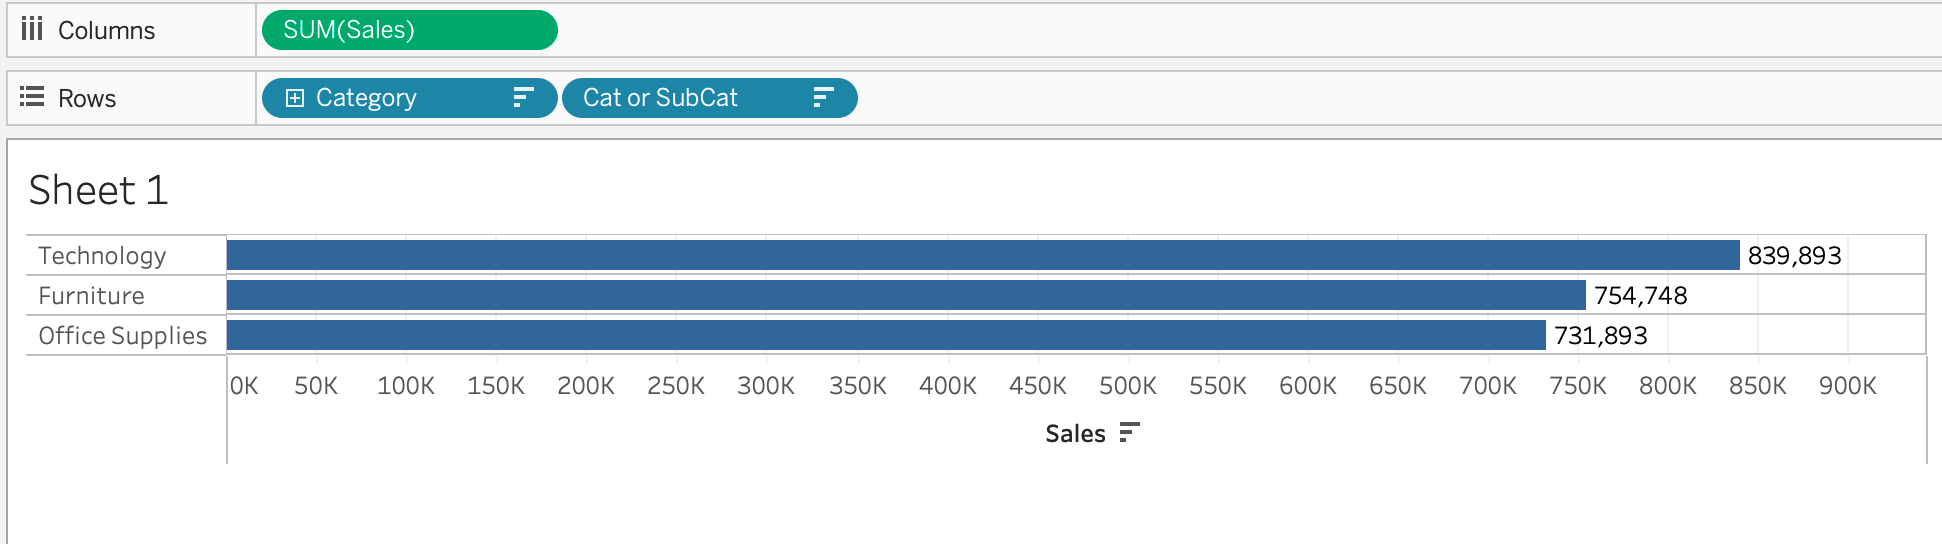 Columns SUM(Sales)
Rows Category Cat or SubCat
Sheet 1
Technology 839,893
Furniture 754,748
Office Supplies 731,893
0K 50K 100K 150K 200K 250K 300K 350K 400K 450K 500K 550K 600K 650K 700K 750K 800K 850K 900K
Sales